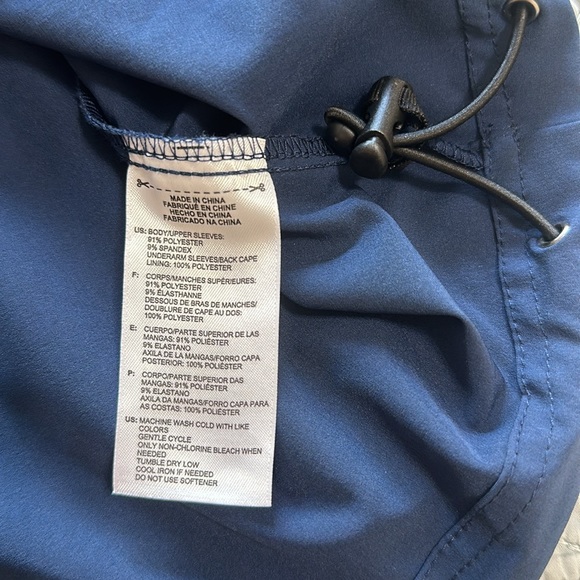 MADE IN CHINA
FABRIQUÉ EN CHINE
HECHO EN CHINA
FABRICADO NA CHINA
US: BODY/UPPER SLEEVES:
91% POLYESTER
9% SPANDEX
UNDERARM SLEEVES/BACK CAPE
LINING: 100% POLYESTER
F: CORPS/MANCHES SUPÉRIEURES:
91% POLYESTER
9% ÉLASTHANNE
DESSOUS DE BRAS DE MANCHES/
DOUBLURE DE CAPE AU DOS:
100% POLYESTER
E: CUERPO/PARTE SUPERIOR DE LAS
MANGAS: 91% POLIÉSTER
9% ELASTANO
AXILA DE LA MANGAS/FORRO CAPA
POSTERIOR: 100% POLIÉSTER
P: CORPO/PARTE SUPERIOR DAS
MANGAS: 91% POLIÉSTER
9% ELASTANO
AXILA DA MANGAS/FORRO CAPA PARA
AS COSTAS: 100% POLIÉSTER
US: MACHINE WASH COLD WITH LIKE
COLORS
GENTLE CYCLE
ONLY NON-CHLORINE BLEACH WHEN
NEEDED
TUMBLE DRY LOW
COOL IRON IF NEEDED
DO NOT USE SOFTENER